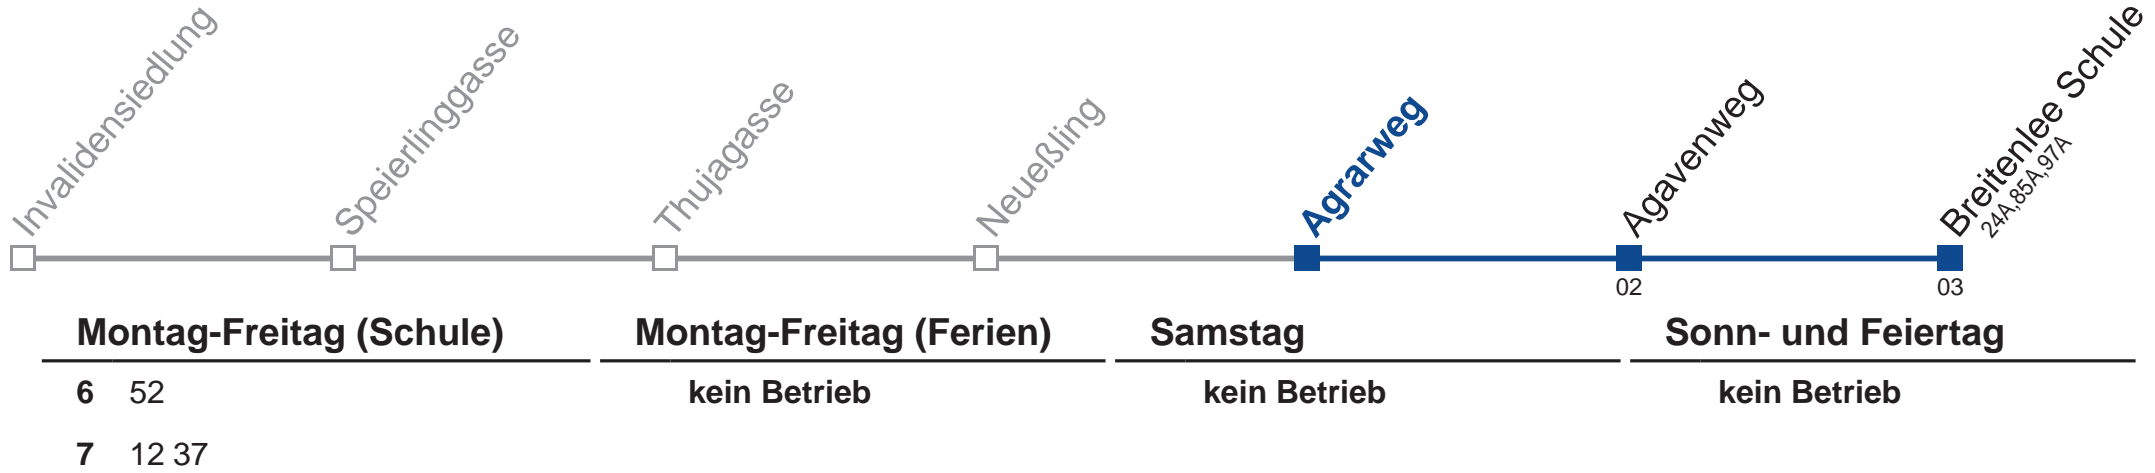 Invalidensiedlung
Speierlinggasse
Thujagasse
Neueßling
Agrarweg
Agavenweg
Breitenlee Schule
24A,85A,97A
02 03
Montag-Freitag (Schule) Montag-Freitag (Ferien) Samstag Sonn- und Feiertag
6 52 kein Betrieb kein Betrieb kein Betrieb
7 12 37